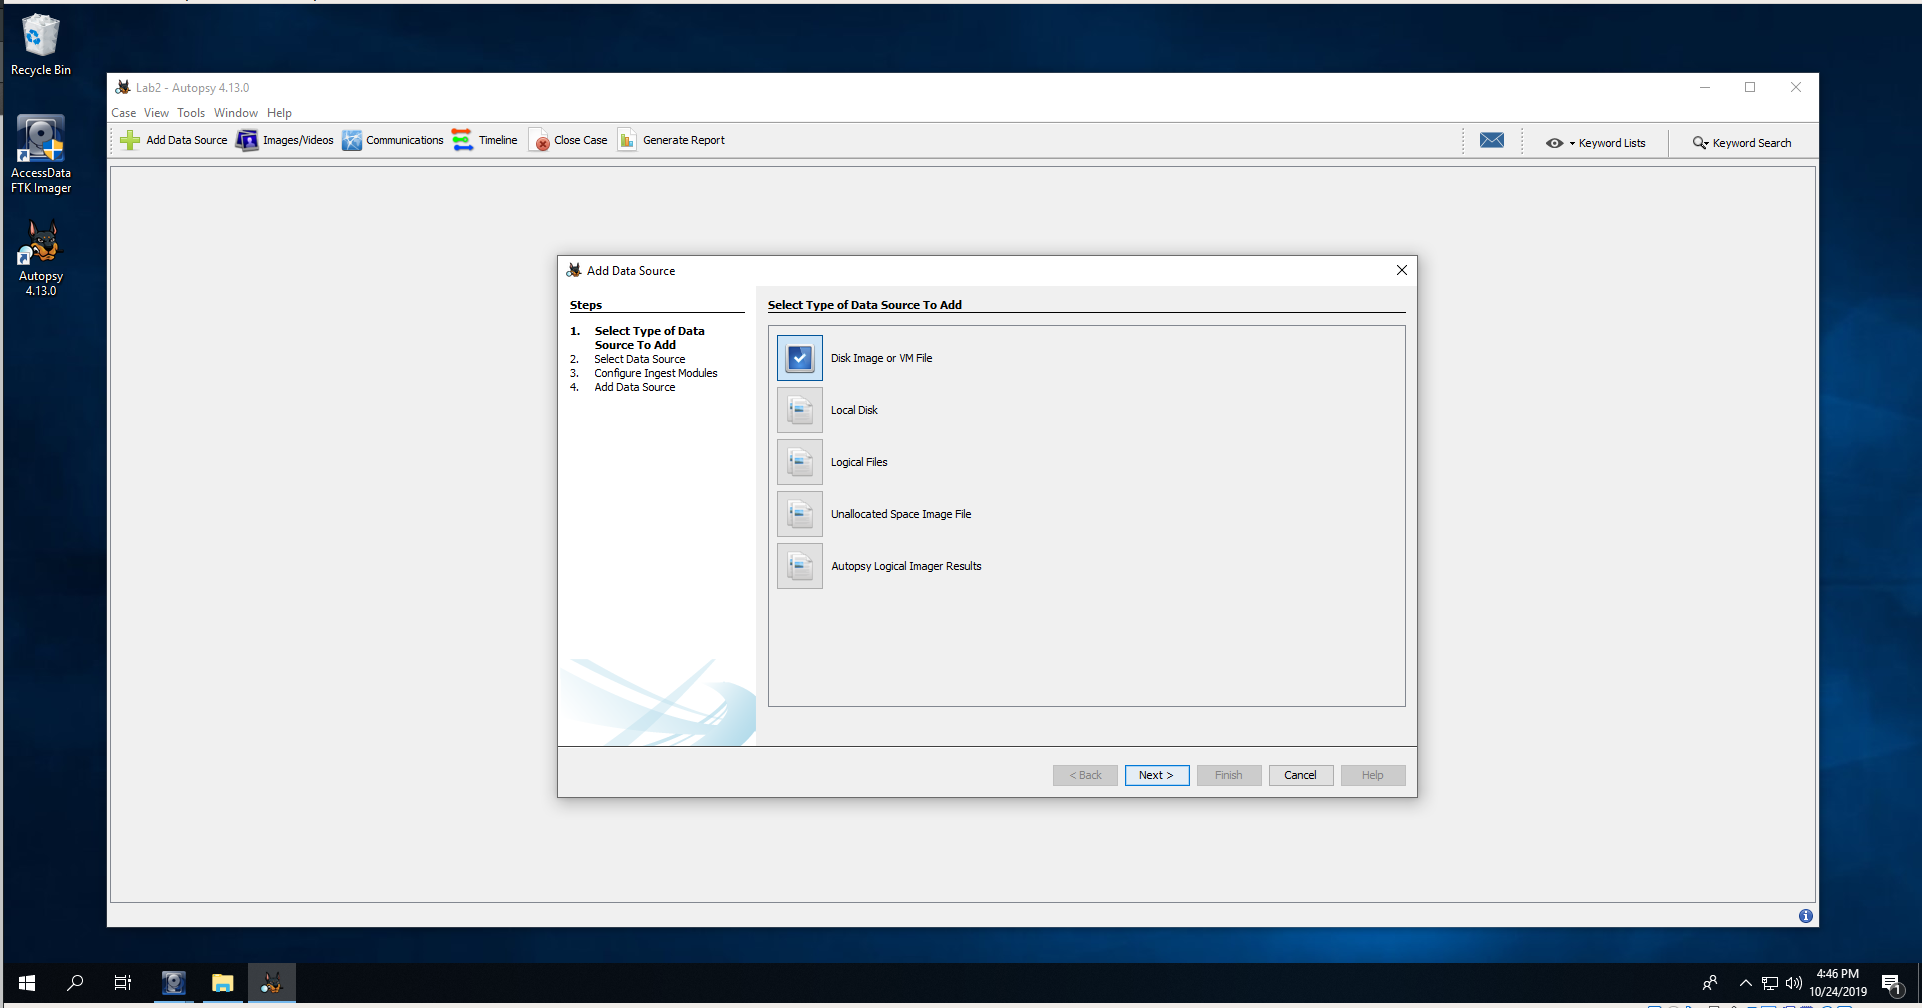 Recycle Bin
AccessData
FTK Imager
Autopsy
4.13.0
Lab2 - Autopsy 4.13.0
Case View Tools Window Help
Add Data Source Images/Videos Communications Timeline Close Case Generate Report Keyword Lists Keyword Search
Add Data Source
Steps
1. Select Type of Data
Source To Add
2. Select Data Source
3. Configure Ingest Modules
4. Add Data Source
Select Type of Data Source To Add
Disk Image or VM File
Local Disk
Logical Files
Unallocated Space Image File
Autopsy Logical Imager Results
< Back Next > Finish Cancel Help
4:46 PM
10/24/2019
1